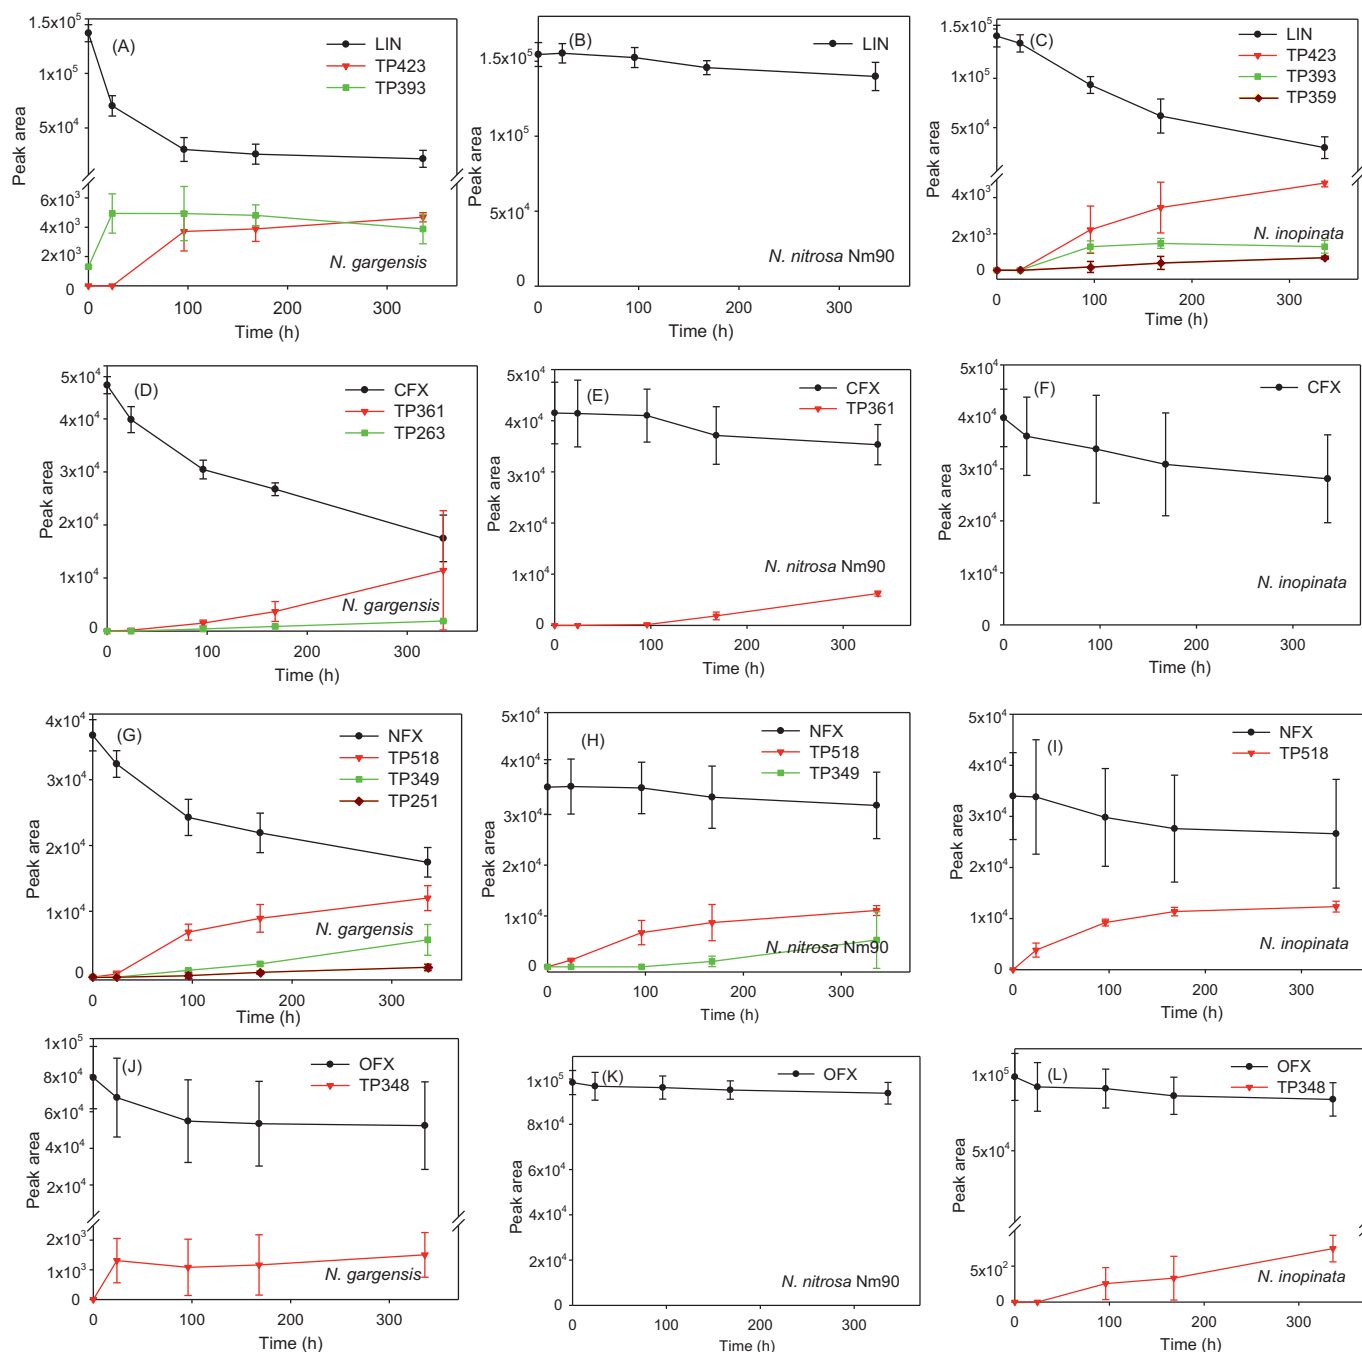 (A)
LIN
TP423
TP393
1.5x10⁵
1x10⁵
5x10⁴
6x10³
4x10³
2x10³
0
Peak area
N. gargensis
0 100 200 300
Time (h)
(B)
LIN
1.5x10⁵
1x10⁵
5x10⁴
0
Peak area
N. nitrosa Nm90
0 100 200 300
Time (h)
(C)
LIN
TP423
TP393
TP359
1.5x10⁵
1x10⁵
5x10⁴
4x10³
2x10³
0
Peak area
N. inopinata
0 100 200 300
Time (h)
(D)
CFX
TP361
TP263
5x10⁴
4x10⁴
3x10⁴
2x10⁴
1x10⁴
0
Peak area
N. gargensis
0 100 200 300
Time (h)
(E)
CFX
TP361
5x10⁴
4x10⁴
3x10⁴
2x10⁴
1x10⁴
0
Peak area
N. nitrosa Nm90
0 100 200 300
Time (h)
(F)
CFX
5x10⁴
4x10⁴
3x10⁴
2x10⁴
1x10⁴
0
Peak area
N. inopinata
0 100 200 300
Time (h)
(G)
NFX
TP518
TP349
TP251
4x10⁴
3x10⁴
2x10⁴
1x10⁴
0
Peak area
N. gargensis
0 100 200 300
Time (h)
(H)
NFX
TP518
TP349
5x10⁴
4x10⁴
3x10⁴
2x10⁴
1x10⁴
0
Peak area
N. nitrosa Nm90
0 100 200 300
Time (h)
(I)
NFX
TP518
5x10⁴
4x10⁴
3x10⁴
2x10⁴
1x10⁴
0
Peak area
N. inopinata
0 100 200 300
Time (h)
(J)
OFX
TP348
1x10⁵
8x10⁴
6x10⁴
4x10⁴
2x10⁴
2x10³
1x10³
0
Peak area
N. gargensis
0 100 200 300
Time (h)
(K)
OFX
1x10⁵
8x10⁴
6x10⁴
4x10⁴
2x10⁴
0
Peak area
N. nitrosa Nm90
0 100 200 300
Time (h)
(L)
OFX
TP348
1x10⁵
5x10⁴
5x10²
0
Peak area
N. inopinata
0 100 200 300
Time (h)